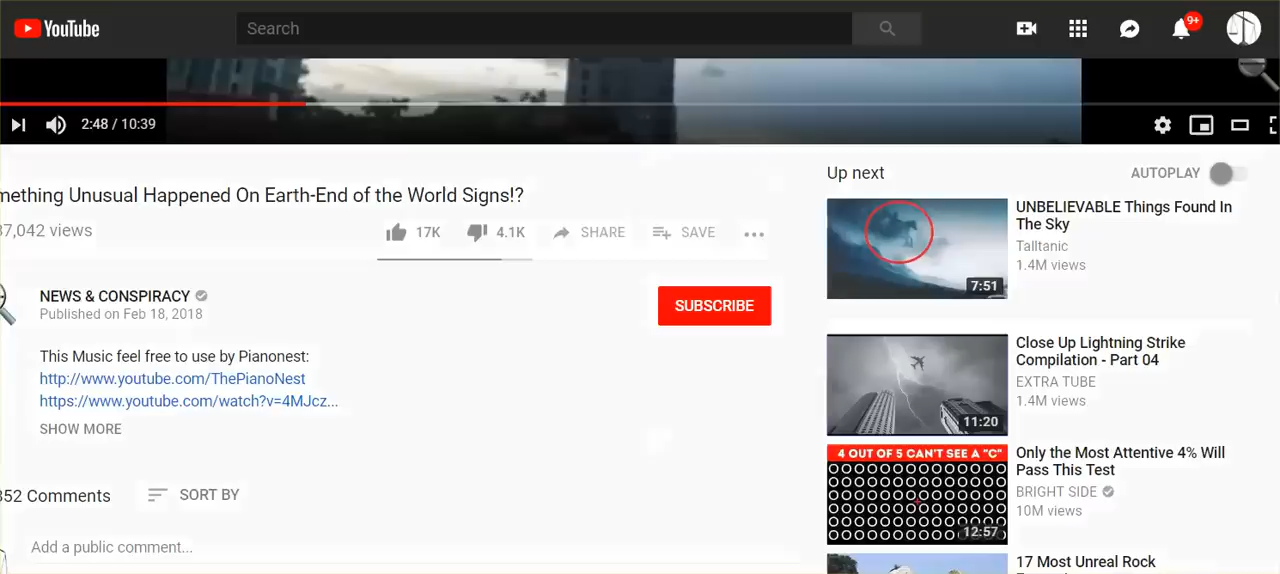 YouTube
Search
9+
2:48 / 10:39
mething Unusual Happened On Earth-End of the World Signs!?
37,042 views
17K
4.1K
SHARE
SAVE
NEWS & CONSPIRACY
Published on Feb 18, 2018
SUBSCRIBE
This Music feel free to use by Pianonest:
http://www.youtube.com/ThePianoNest
https://www.youtube.com/watch?v=4MJcz...
SHOW MORE
352 Comments
SORT BY
Add a public comment...
Up next
AUTOPLAY
7:51
UNBELIEVABLE Things Found In
The Sky
Talltanic
1.4M views
11:20
Close Up Lightning Strike
Compilation - Part 04
EXTRA TUBE
1.4M views
4 OUT OF 5 CAN'T SEE A "C"
12:57
Only the Most Attentive 4% Will
Pass This Test
BRIGHT SIDE
10M views
17 Most Unreal Rock